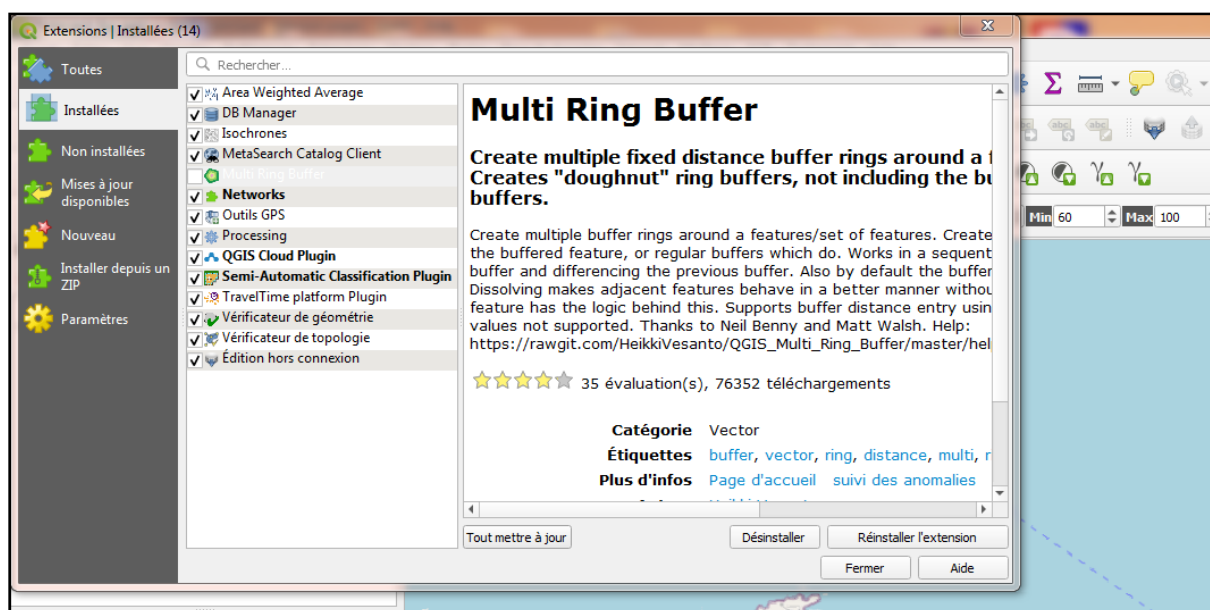 Extensions | Installées (14)
Toutes
Installées
Non installées
Mises à jour
disponibles
Nouveau
Installer depuis un
ZIP
Paramètres
Rechercher...
Area Weighted Average
DB Manager
Isochrones
MetaSearch Catalog Client
Multi Ring Buffer
Networks
Outils GPS
Processing
QGIS Cloud Plugin
Semi-Automatic Classification Plugin
TravelTime platform Plugin
Vérificateur de géométrie
Vérificateur de topologie
Édition hors connexion
Multi Ring Buffer
Create multiple fixed distance buffer rings around a f
Creates "doughnut" ring buffers, not including the bu
buffers.
Create multiple buffer rings around a features/set of features. Create
the buffered feature, or regular buffers which do. Works in a sequent
buffer and differencing the previous buffer. Also by default the buffer
Dissolving makes adjacent features behave in a better manner withou
feature has the logic behind this. Supports buffer distance entry usin
values not supported. Thanks to Neil Benny and Matt Walsh. Help:
https://rawgit.com/HeikkiVesanto/QGIS_Multi_Ring_Buffer/master/hel
35 évaluation(s), 76352 téléchargements
Catégorie Vector
Étiquettes buffer, vector, ring, distance, multi, r
Plus d'infos Page d'accueil suivi des anomalies
Tout mettre à jour Désinstaller Réinstaller l'extension
Fermer Aide
Min 60 Max 100